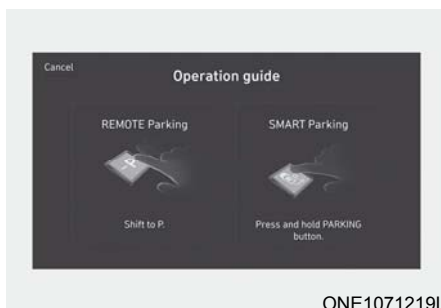 Cancel
Operation guide
REMOTE Parking
SMART Parking
P
Shift to P.
Press and hold PARKING
button.
ONE1071219L